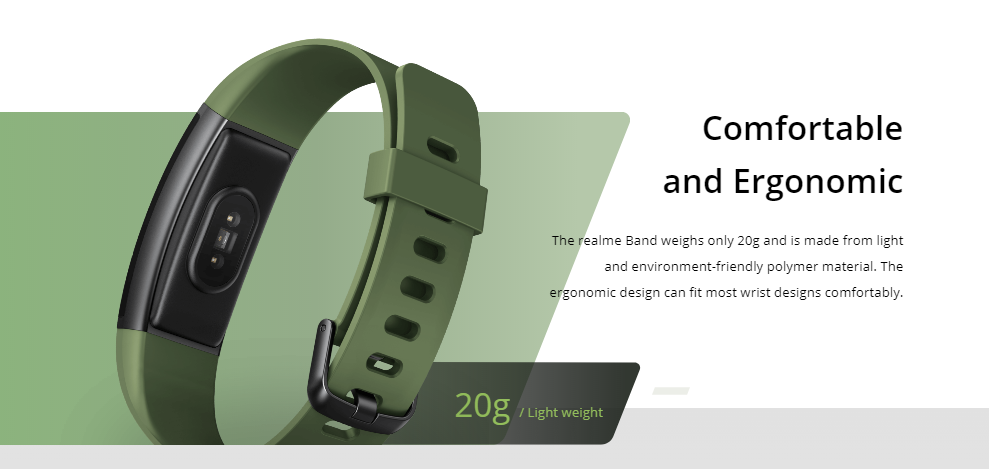 Comfortable
and Ergonomic
The realme Band weighs only 20g and is made from light
and environment-friendly polymer material. The
ergonomic design can fit most wrist designs comfortably.
20g / Light weight